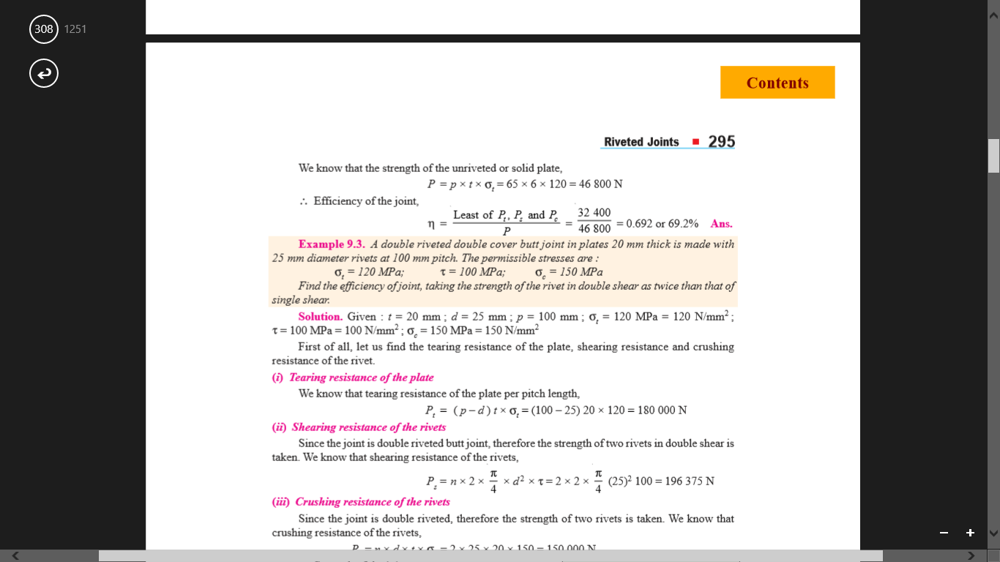 308 1251
Contents
Riveted Joints ■ 295
We know that the strength of the unriveted or solid plate,
P = p × t × σt = 65 × 6 × 120 = 46 800 N
∴ Efficiency of the joint,
η = Least of Pt, Ps and Pc / P = 32 400 / 46 800 = 0.692 or 69.2% Ans.
Example 9.3. A double riveted double cover butt joint in plates 20 mm thick is made with
25 mm diameter rivets at 100 mm pitch. The permissible stresses are :
σt = 120 MPa; τ = 100 MPa; σc = 150 MPa
Find the efficiency of joint, taking the strength of the rivet in double shear as twice than that of
single shear.
Solution. Given : t = 20 mm ; d = 25 mm ; p = 100 mm ; σt = 120 MPa = 120 N/mm² ;
τ = 100 MPa = 100 N/mm² ; σc = 150 MPa = 150 N/mm²
First of all, let us find the tearing resistance of the plate, shearing resistance and crushing
resistance of the rivet.
(i) Tearing resistance of the plate
We know that tearing resistance of the plate per pitch length,
Pt = (p – d) t × σt = (100 – 25) 20 × 120 = 180 000 N
(ii) Shearing resistance of the rivets
Since the joint is double riveted butt joint, therefore the strength of two rivets in double shear is
taken. We know that shearing resistance of the rivets,
Ps = n × 2 × π/4 × d² × τ = 2 × 2 × π/4 (25)² 100 = 196 375 N
(iii) Crushing resistance of the rivets
Since the joint is double riveted, therefore the strength of two rivets is taken. We know that
crushing resistance of the rivets,
Pc = n × d × t × σc = 2 × 25 × 20 × 150 = 150 000 N